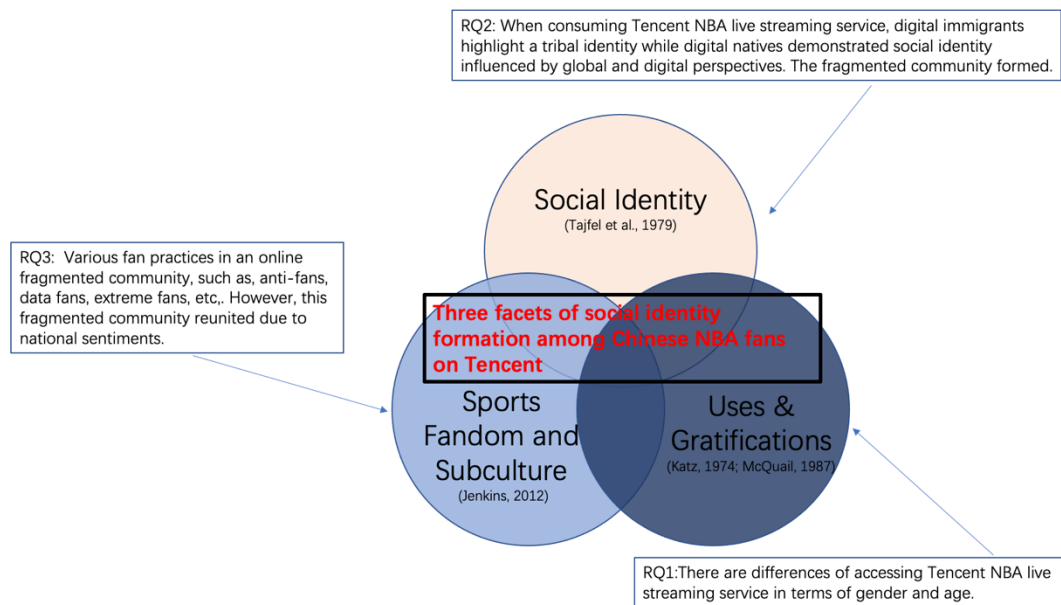 RQ2: When consuming Tencent NBA live streaming service, digital immigrants
highlight a tribal identity while digital natives demonstrated social identity
influenced by global and digital perspectives. The fragmented community formed.
Social Identity
(Tajfel et al., 1979)
RQ3:  Various fan practices in an online
fragmented community, such as, anti-fans,
data fans, extreme fans, etc,. However, this
fragmented community reunited due to
national sentiments.
Three facets of social identity
formation among Chinese NBA fans
on Tencent
Sports
Fandom and
Subculture
(Jenkins, 2012)
Uses &
Gratifications
(Katz, 1974; McQuail, 1987)
RQ1:There are differences of accessing Tencent NBA live
streaming service in terms of gender and age.